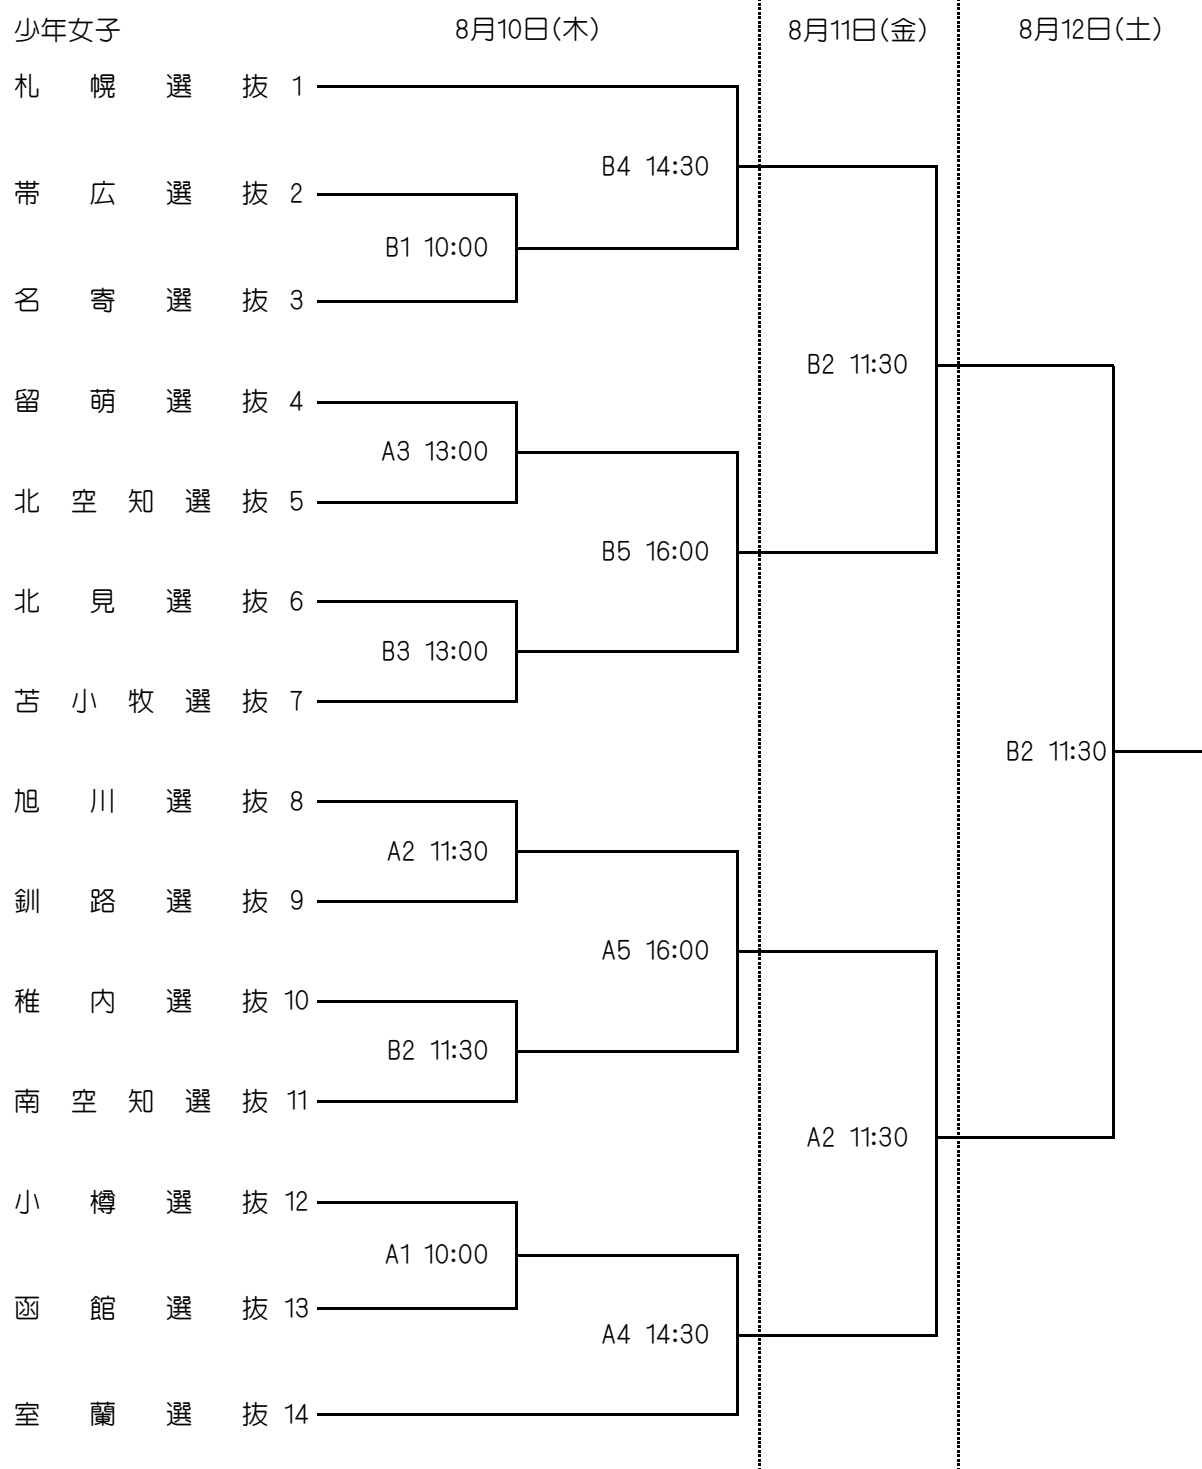 少年女子 8月10日(木) 8月11日(金) 8月12日(土)
札幌選抜 1
B4 14:30
帯広選抜 2
B1 10:00
名寄選抜 3
B2 11:30
留萌選抜 4
A3 13:00
北空知選抜 5
B5 16:00
北見選抜 6
B3 13:00
苫小牧選抜 7
B2 11:30
旭川選抜 8
A2 11:30
釧路選抜 9
A5 16:00
稚内選抜 10
B2 11:30
南空知選抜 11
A2 11:30
小樽選抜 12
A1 10:00
函館選抜 13
A4 14:30
室蘭選抜 14